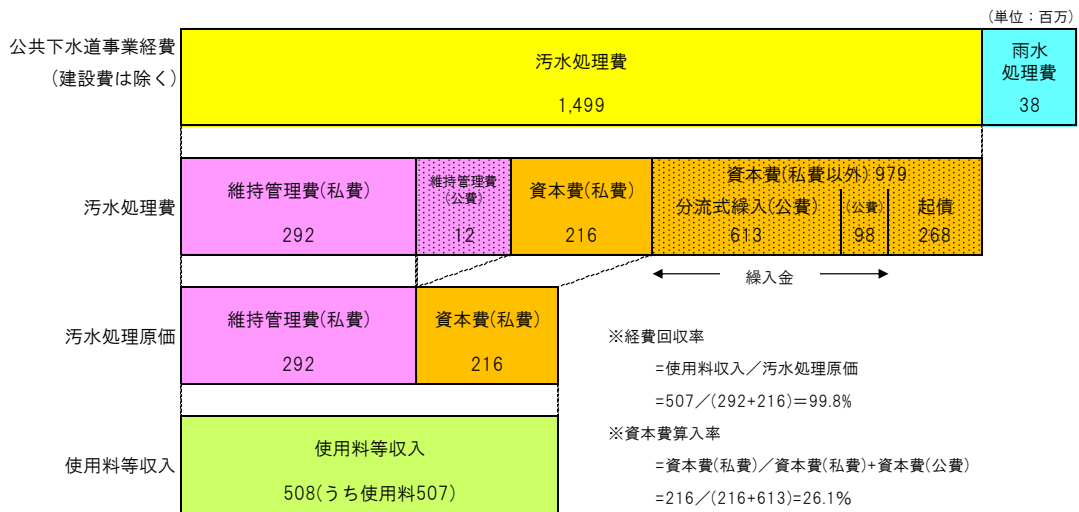 (単位：百万)
公共下水道事業経費
(建設費は除く)
汚水処理費
1,499
雨水
処理費
38
汚水処理費
維持管理費(私費)
292
維持管理費
(公費)
12
資本費(私費)
216
資本費(私費以外) 979
分流式繰入(公費)
613
(公費)
98
起債
268
繰入金
汚水処理原価
維持管理費(私費)
292
資本費(私費)
216
※経費回収率
=使用料収入／汚水処理原価
=507／(292+216)＝99.8%
※資本費算入率
=資本費(私費)／資本費(私費)+資本費(公費)
=216／(216+613)=26.1%
使用料等収入
使用料等収入
508(うち使用料507)